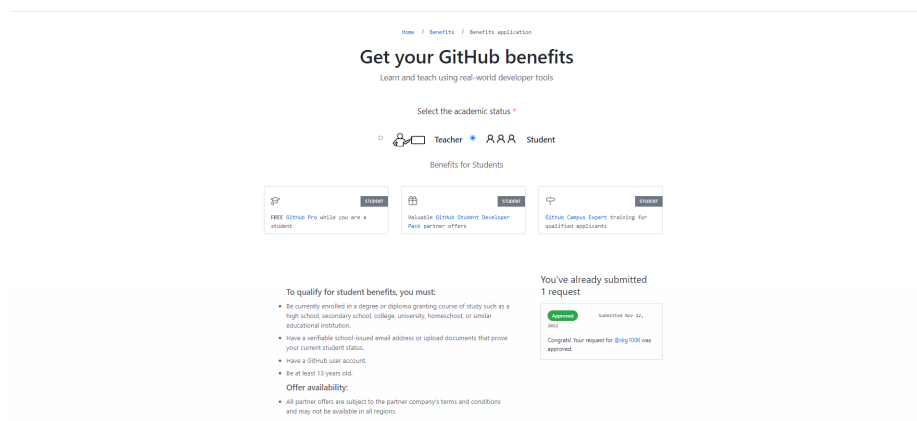 Home / Benefits / Benefits application
Get your GitHub benefits
Learn and teach using real-world developer tools
Select the academic status *
Teacher
Student
Benefits for Students
STUDENT
FREE GitHub Pro while you are a
student
STUDENT
Valuable GitHub Student Developer
Pack partner offers
STUDENT
GitHub Campus Expert training for
qualified applicants
To qualify for student benefits, you must:
• Be currently enrolled in a degree or diploma granting course of study such as a
high school, secondary school, college, university, homeschool, or similar
educational institution.
• Have a verifiable school-issued email address or upload documents that prove
your current student status.
• Have a GitHub user account.
• Be at least 13 years old.
Offer availability:
• All partner offers are subject to the partner company's terms and conditions
and may not be available in all regions.
You've already submitted
1 request
Approved Submitted Nov 12,
2022
Congrats! Your request for @drg1006 was
approved.